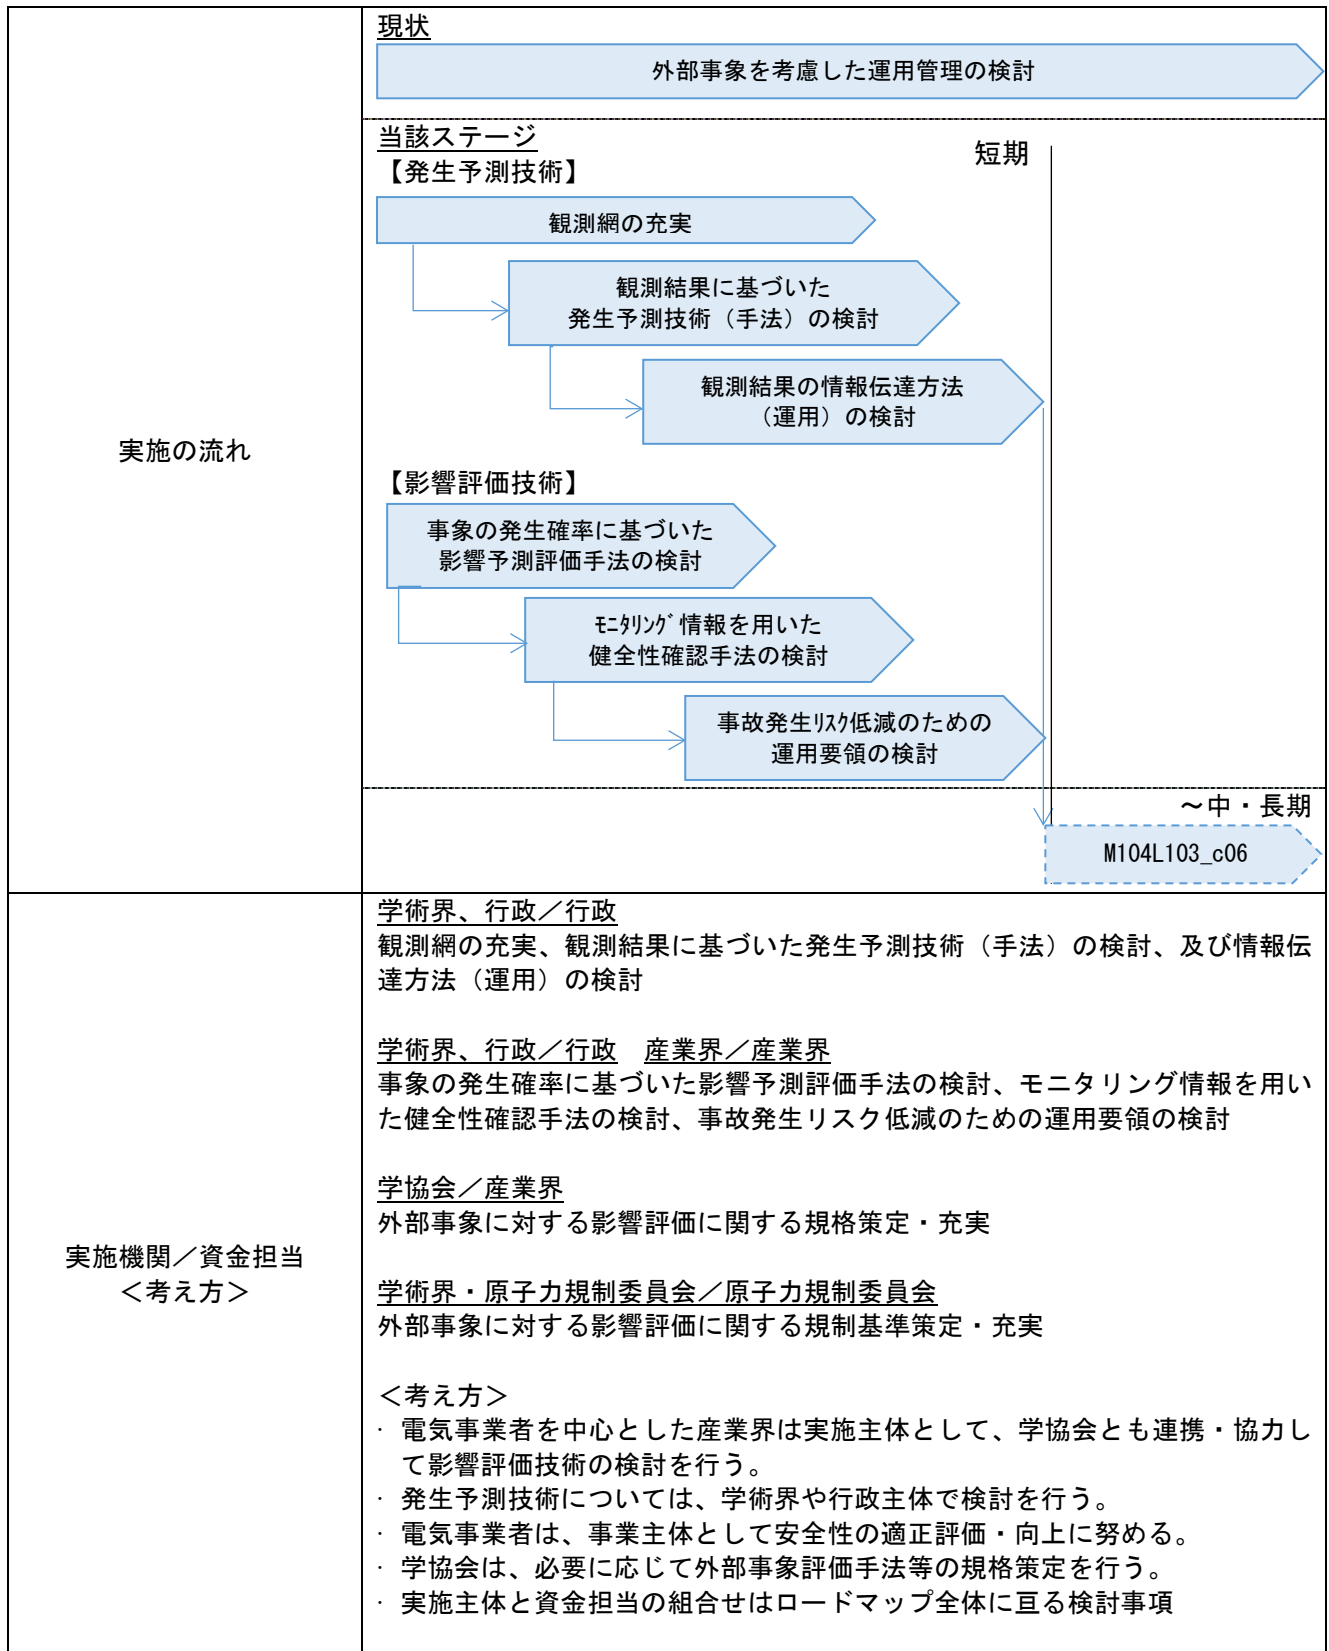 実施の流れ
現状
外部事象を考慮した運用管理の検討
当該ステージ
短期
【発生予測技術】
観測網の充実
観測結果に基づいた
発生予測技術（手法）の検討
観測結果の情報伝達方法
（運用）の検討
【影響評価技術】
事象の発生確率に基づいた
影響予測評価手法の検討
ﾓﾆﾀﾘﾝｸﾞ情報を用いた
健全性確認手法の検討
事故発生ﾘｽｸ低減のための
運用要領の検討
～中・長期
M104L103_c06
実施機関／資金担当
＜考え方＞
学術界、行政／行政
観測網の充実、観測結果に基づいた発生予測技術（手法）の検討、及び情報伝
達方法（運用）の検討
学術界、行政／行政　産業界／産業界
事象の発生確率に基づいた影響予測評価手法の検討、モニタリング情報を用い
た健全性確認手法の検討、事故発生リスク低減のための運用要領の検討
学協会／産業界
外部事象に対する影響評価に関する規格策定・充実
学術界・原子力規制委員会／原子力規制委員会
外部事象に対する影響評価に関する規制基準策定・充実
＜考え方＞
· 電気事業者を中心とした産業界は実施主体として、学協会とも連携・協力し
て影響評価技術の検討を行う。
· 発生予測技術については、学術界や行政主体で検討を行う。
· 電気事業者は、事業主体として安全性の適正評価・向上に努める。
· 学協会は、必要に応じて外部事象評価手法等の規格策定を行う。
· 実施主体と資金担当の組合せはロードマップ全体に亘る検討事項